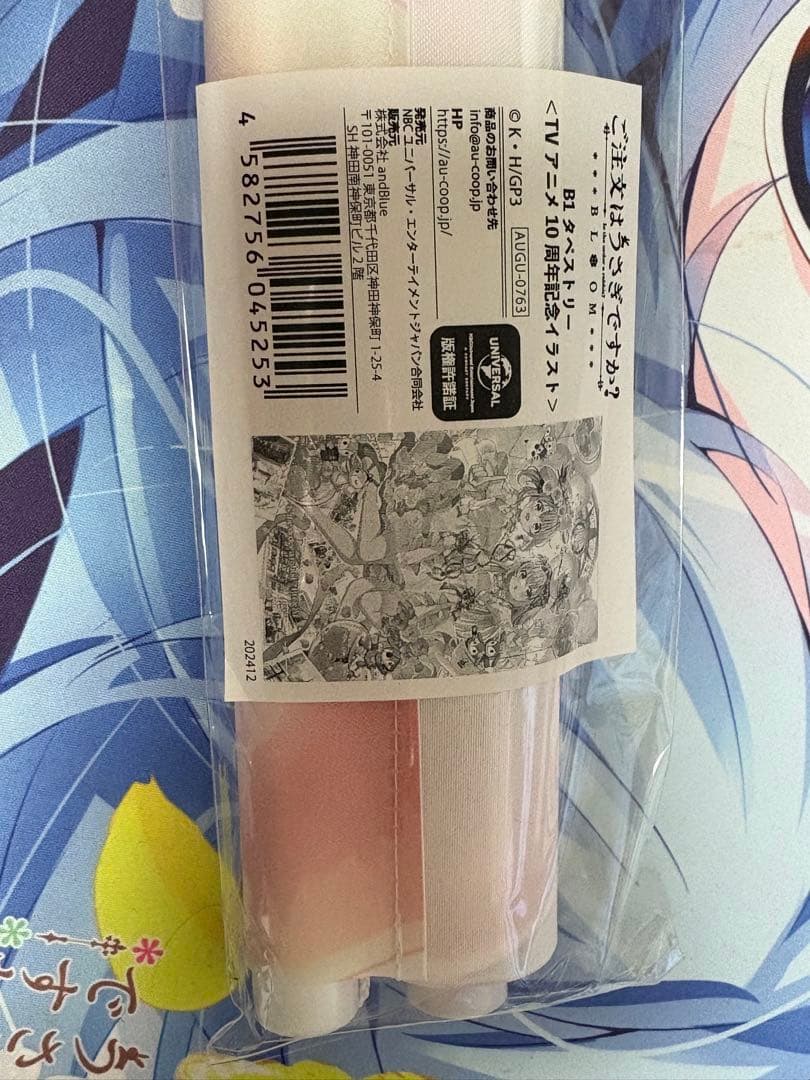 ご注文はうさぎですか?
***BLOOM***
B1 タペストリー
<TVアニメ10周年記念イラスト>
© K・H/GP3 AUGU-0763
商品のお問い合わせ先
info@au-coop.jp
HP
https://au-coop.jp/
発売元
NBCユニバーサル・エンターテイメントジャパン合同会社
販売元
株式会社 andBlue
〒101-0051 東京都千代田区神田神保町 1-25-4
SH 神田南神保町ビル 2 階
4 582756 045253
UNIVERSAL
版権許諾証
202412